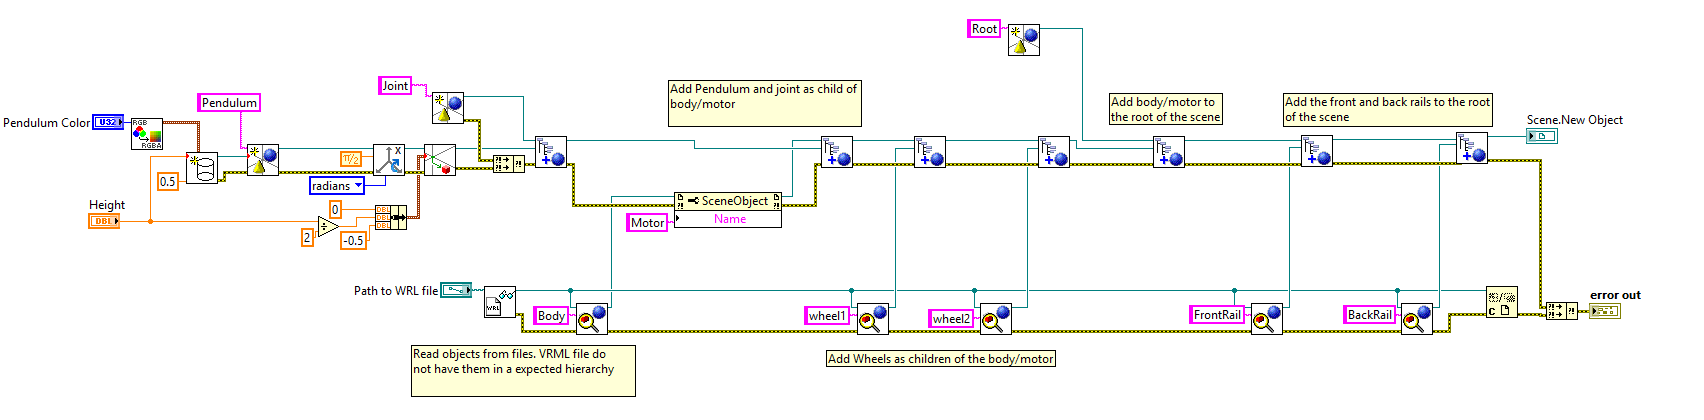 Root
Joint
Add Pendulum and joint as child of
body/motor
Add body/motor to
the root of the scene
Add the front and back rails to the root
of the scene
Pendulum
Scene.New Object
Pendulum Color
U32
RGB
RGBA
π/2
X
0.5
radians
SceneObject
Name
Motor
Height
DBL
0
2
-0.5
DBL
DBL
DBL
Path to WRL file
WRL
Body
wheel1
wheel2
FrontRail
BackRail
C
error out
Read objects from files. VRML file do
not have them in a expected hierarchy
Add Wheels as children of the body/motor